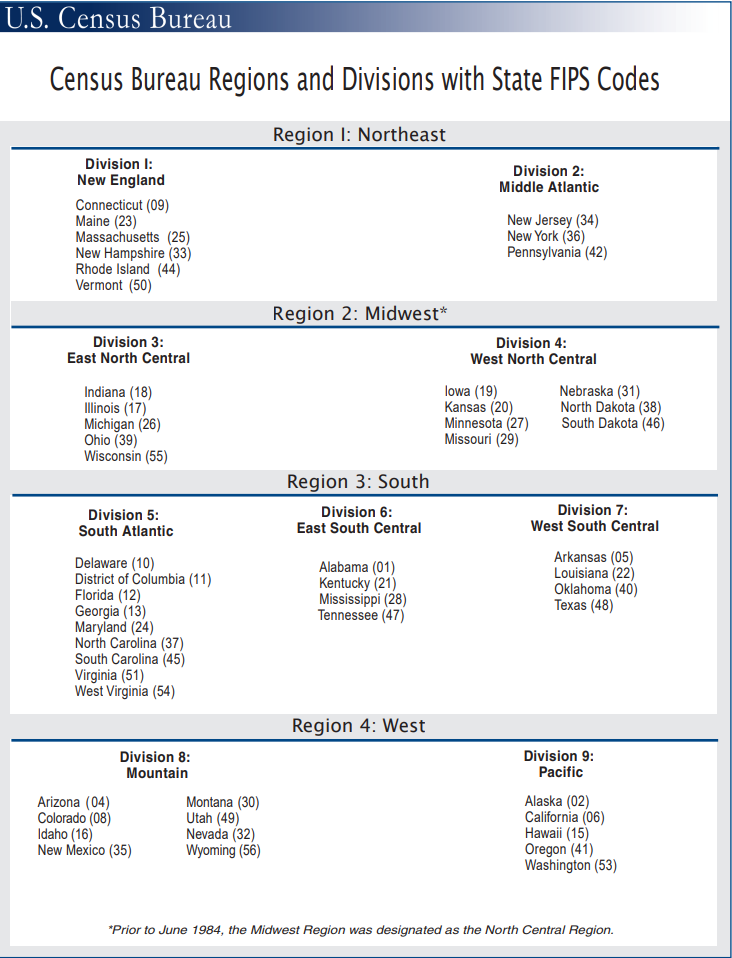 U.S. Census Bureau
Census Bureau Regions and Divisions with State FIPS Codes
Region I: Northeast
Division I:
New England
Connecticut (09)
Maine (23)
Massachusetts (25)
New Hampshire (33)
Rhode Island (44)
Vermont (50)
Division 2:
Middle Atlantic
New Jersey (34)
New York (36)
Pennsylvania (42)
Region 2: Midwest*
Division 3:
East North Central
Indiana (18)
Illinois (17)
Michigan (26)
Ohio (39)
Wisconsin (55)
Division 4:
West North Central
Iowa (19)
Kansas (20)
Minnesota (27)
Missouri (29)
Nebraska (31)
North Dakota (38)
South Dakota (46)
Region 3: South
Division 5:
South Atlantic
Delaware (10)
District of Columbia (11)
Florida (12)
Georgia (13)
Maryland (24)
North Carolina (37)
South Carolina (45)
Virginia (51)
West Virginia (54)
Division 6:
East South Central
Alabama (01)
Kentucky (21)
Mississippi (28)
Tennessee (47)
Division 7:
West South Central
Arkansas (05)
Louisiana (22)
Oklahoma (40)
Texas (48)
Region 4: West
Division 8:
Mountain
Arizona (04)
Colorado (08)
Idaho (16)
New Mexico (35)
Montana (30)
Utah (49)
Nevada (32)
Wyoming (56)
Division 9:
Pacific
Alaska (02)
California (06)
Hawaii (15)
Oregon (41)
Washington (53)
*Prior to June 1984, the Midwest Region was designated as the North Central Region.